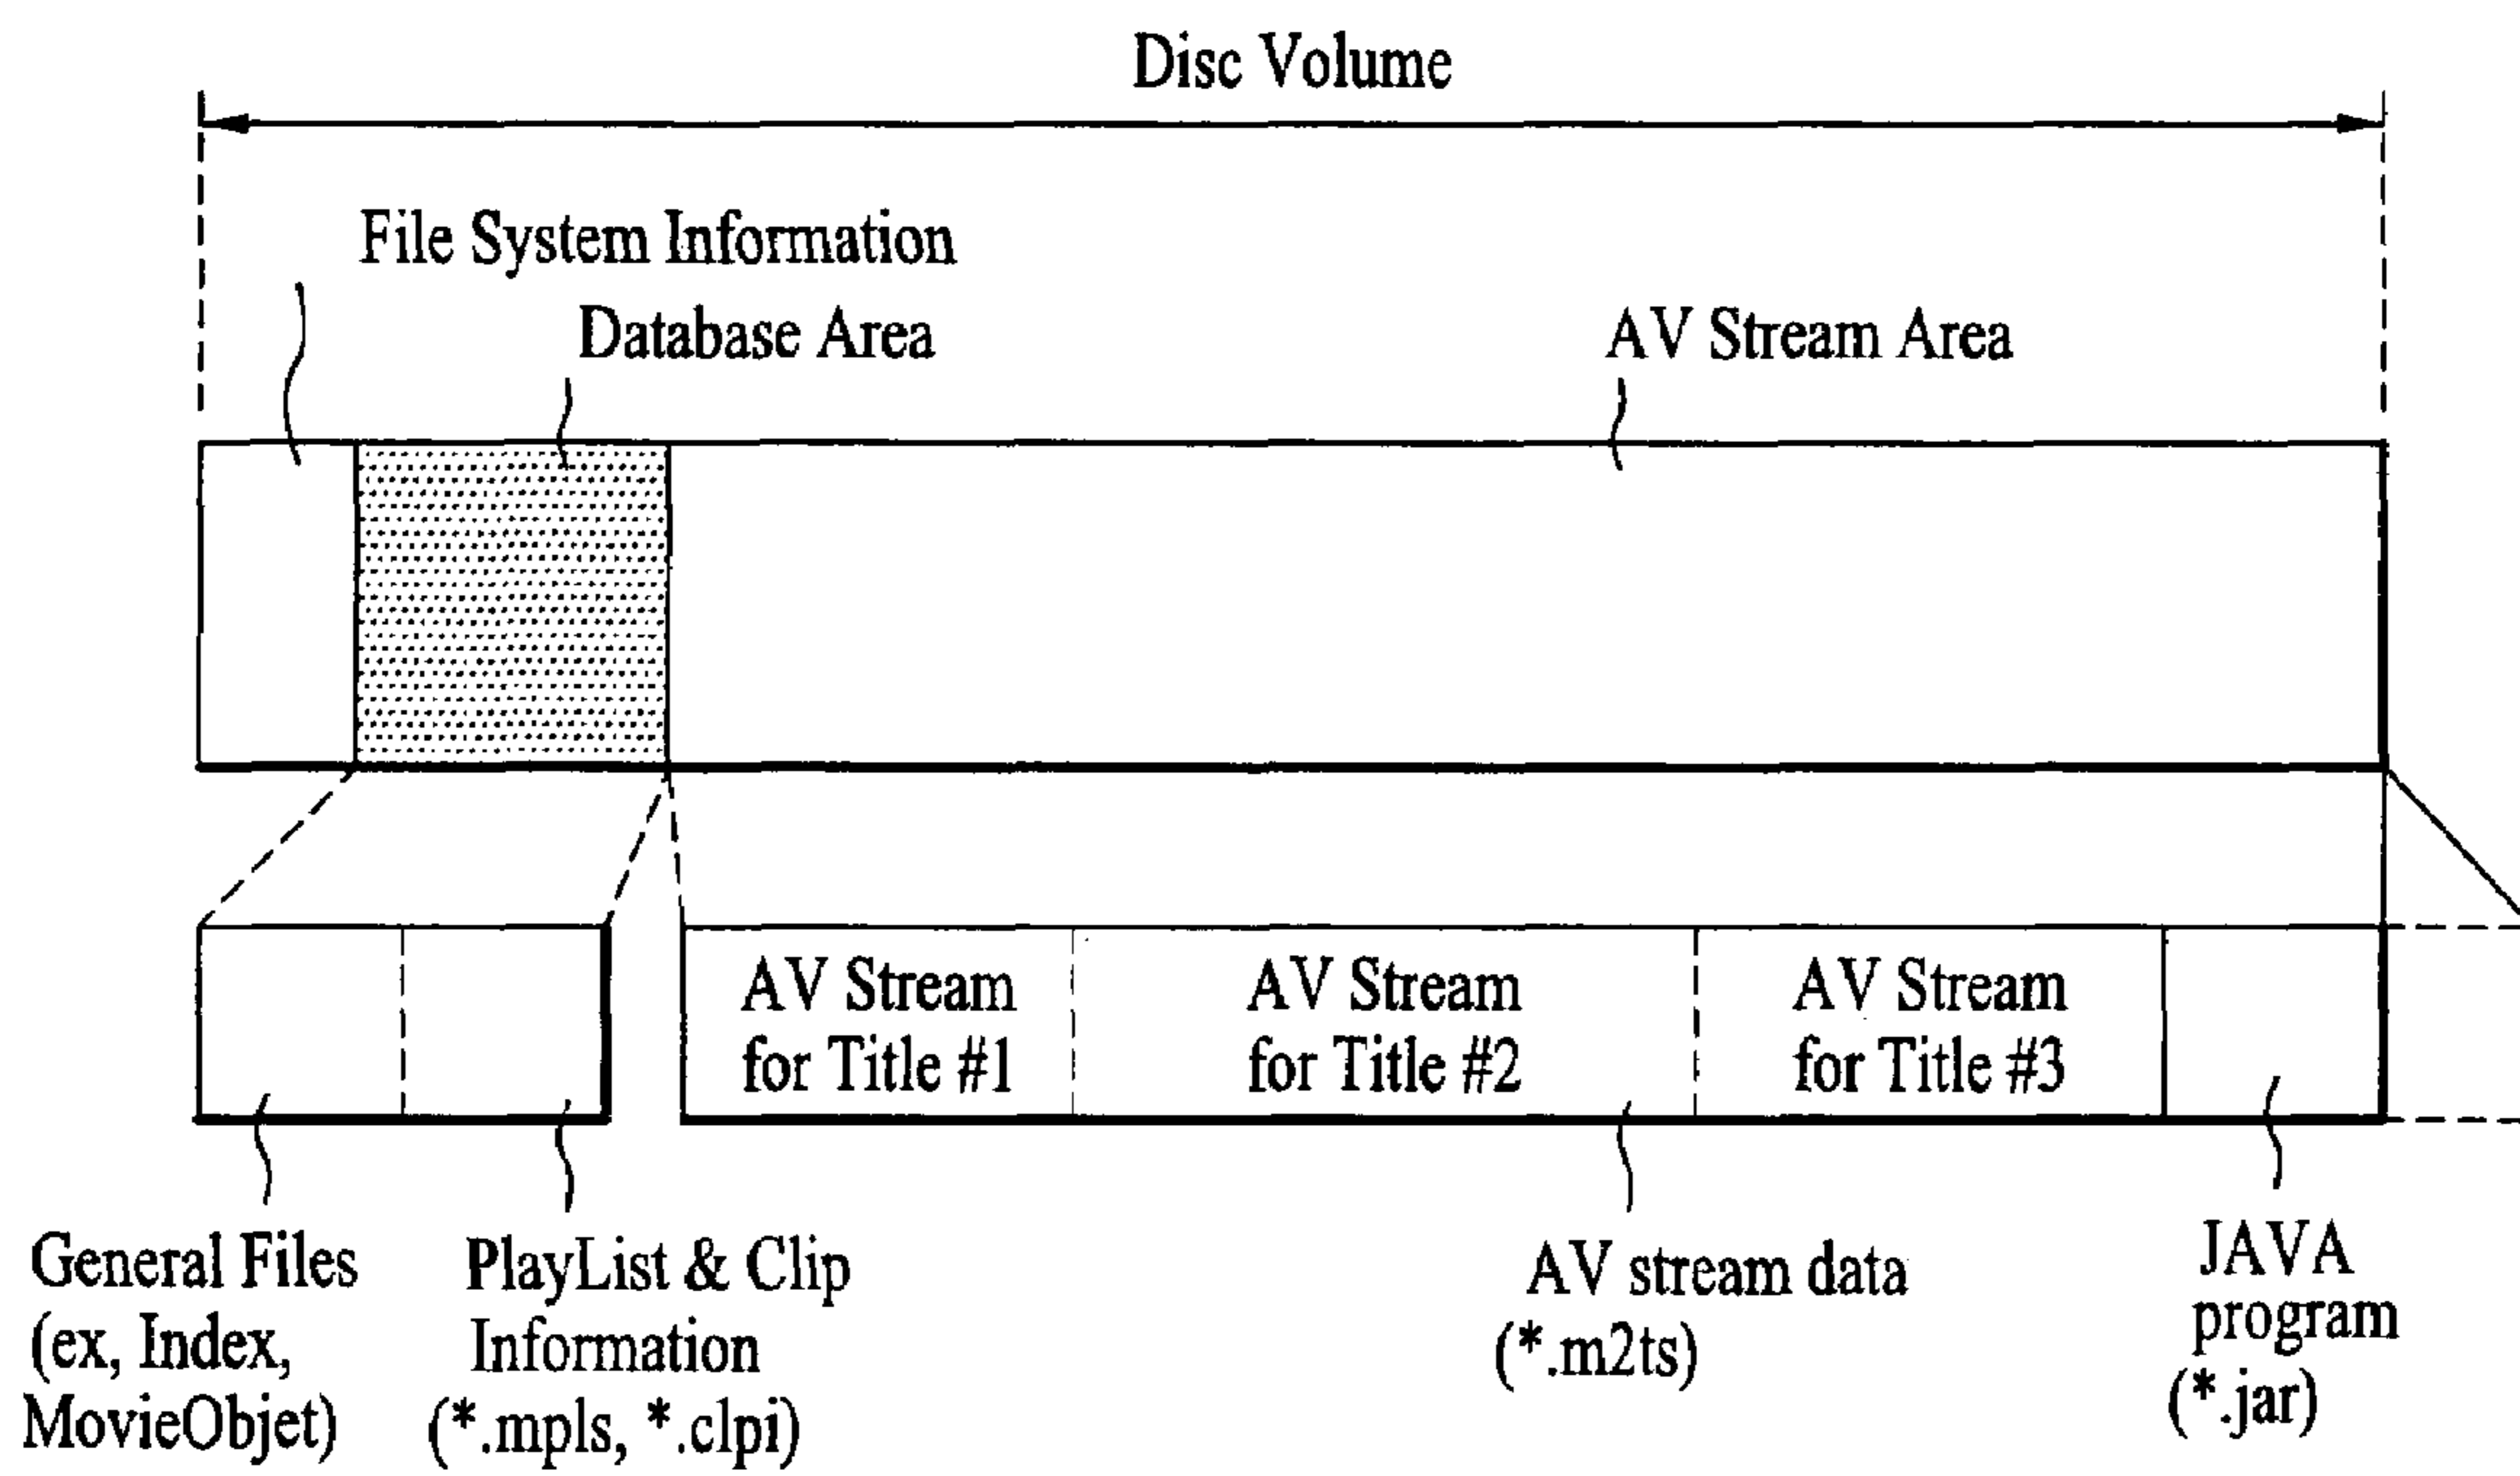 Disc Volume
File System Information
Database Area
AV Stream Area
AV Stream
for Title #1
AV Stream
for Title #2
AV Stream
for Title #3
General Files
(ex, Index,
MovieObjet)
PlayList & Clip
Information
(*.mpls, *.clpi)
AV stream data
(*.m2ts)
JAVA
program
(*.jar)